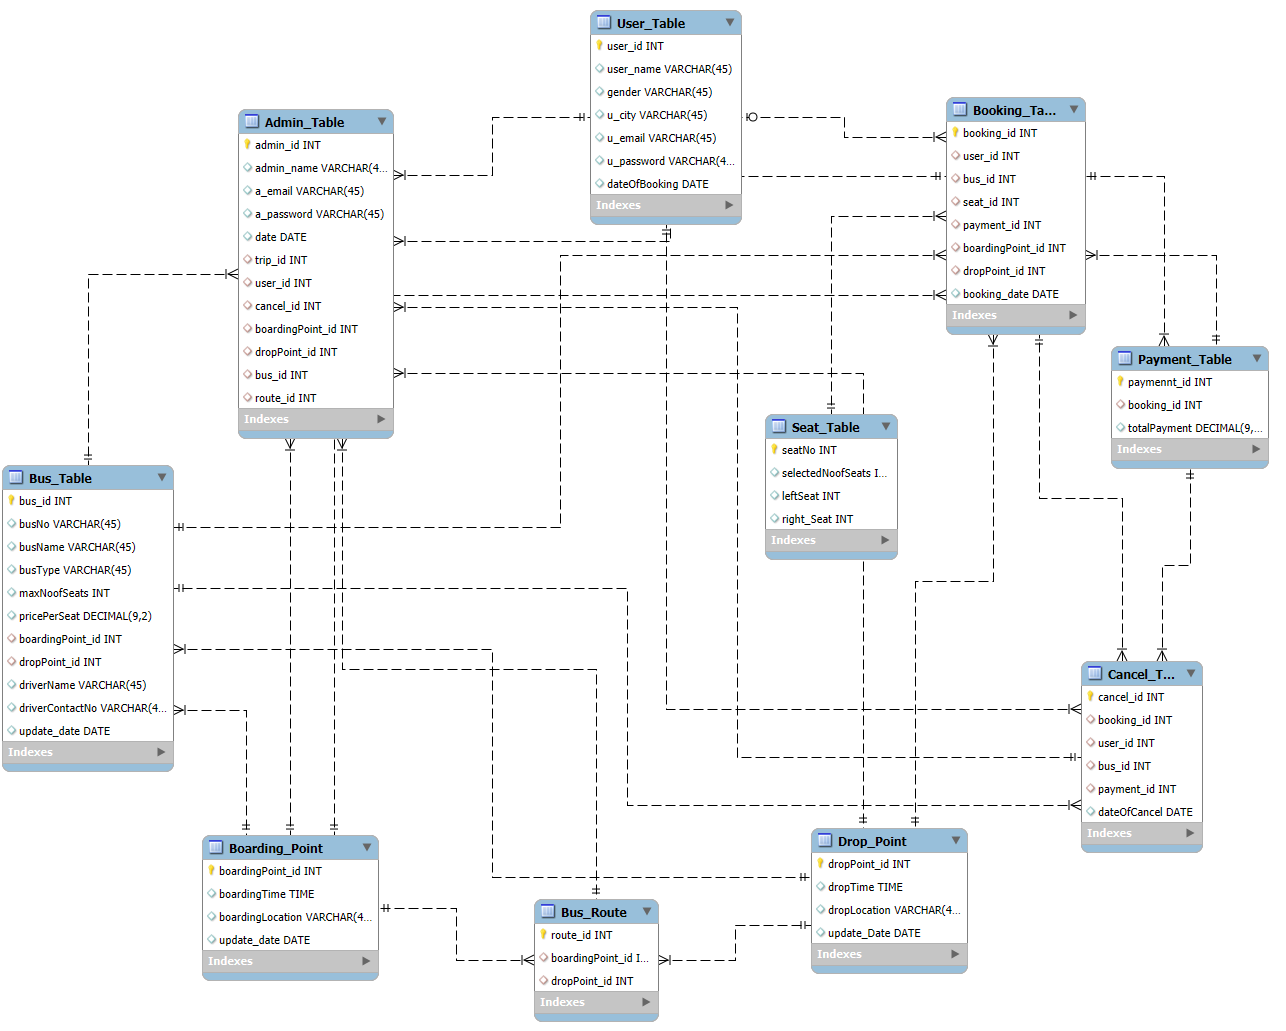 User_Table
user_id INT
user_name VARCHAR(45)
gender VARCHAR(45)
u_city VARCHAR(45)
u_email VARCHAR(45)
u_password VARCHAR(4...
dateOfBooking DATE
Indexes
Admin_Table
admin_id INT
admin_name VARCHAR(4...
a_email VARCHAR(45)
a_password VARCHAR(45)
date DATE
trip_id INT
user_id INT
cancel_id INT
boardingPoint_id INT
dropPoint_id INT
bus_id INT
route_id INT
Indexes
Booking_Ta...
booking_id INT
user_id INT
bus_id INT
seat_id INT
payment_id INT
boardingPoint_id INT
dropPoint_id INT
booking_date DATE
Indexes
Payment_Table
paymennt_id INT
booking_id INT
totalPayment DECIMAL(9,...
Indexes
Seat_Table
seatNo INT
selectedNoofSeats I...
leftSeat INT
right_Seat INT
Indexes
Bus_Table
bus_id INT
busNo VARCHAR(45)
busName VARCHAR(45)
busType VARCHAR(45)
maxNoofSeats INT
pricePerSeat DECIMAL(9,2)
boardingPoint_id INT
dropPoint_id INT
driverName VARCHAR(45)
driverContactNo VARCHAR(4...
update_date DATE
Indexes
Cancel_T...
cancel_id INT
booking_id INT
user_id INT
bus_id INT
payment_id INT
dateOfCancel DATE
Indexes
Boarding_Point
boardingPoint_id INT
boardingTime TIME
boardingLocation VARCHAR(4...
update_date DATE
Indexes
Drop_Point
dropPoint_id INT
dropTime TIME
dropLocation VARCHAR(4...
update_Date DATE
Indexes
Bus_Route
route_id INT
boardingPoint_id I...
dropPoint_id INT
Indexes